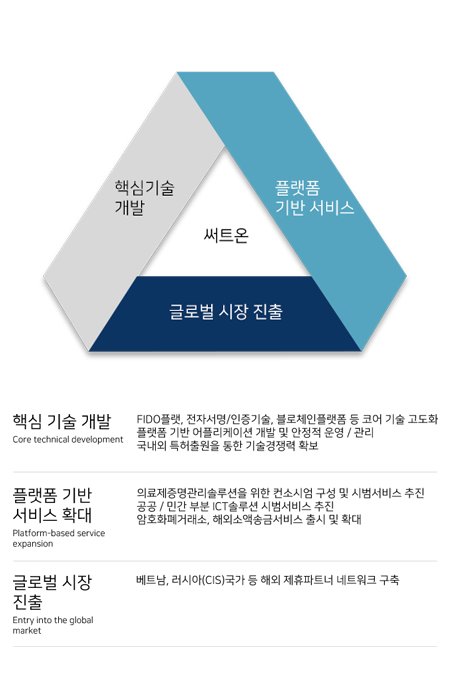 핵심기술
개발
플랫폼
기반 서비스
써트온
글로벌 시장 진출
핵심 기술 개발
Core technical development
FIDO플랫, 전자서명/인증기술, 블로체인플랫폼 등 코어 기술 고도화
플랫폼 기반 어플리케이션 개발 및 안정적 운영 / 관리
국내외 특허출원을 통한 기술경쟁력 확보
플랫폼 기반
서비스 확대
Platform-based service
expansion
의료제증명관리솔루션을 위한 컨소시엄 구성 및 시범서비스 추진
공공 / 민간 부분 ICT솔루션 시범서비스 추진
암호화폐거래소, 해외소액송금서비스 출시 및 확대
글로벌 시장
진출
Entry into the global
market
베트남, 러시아(CIS)국가 등 해외 제휴파트너 네트워크 구축